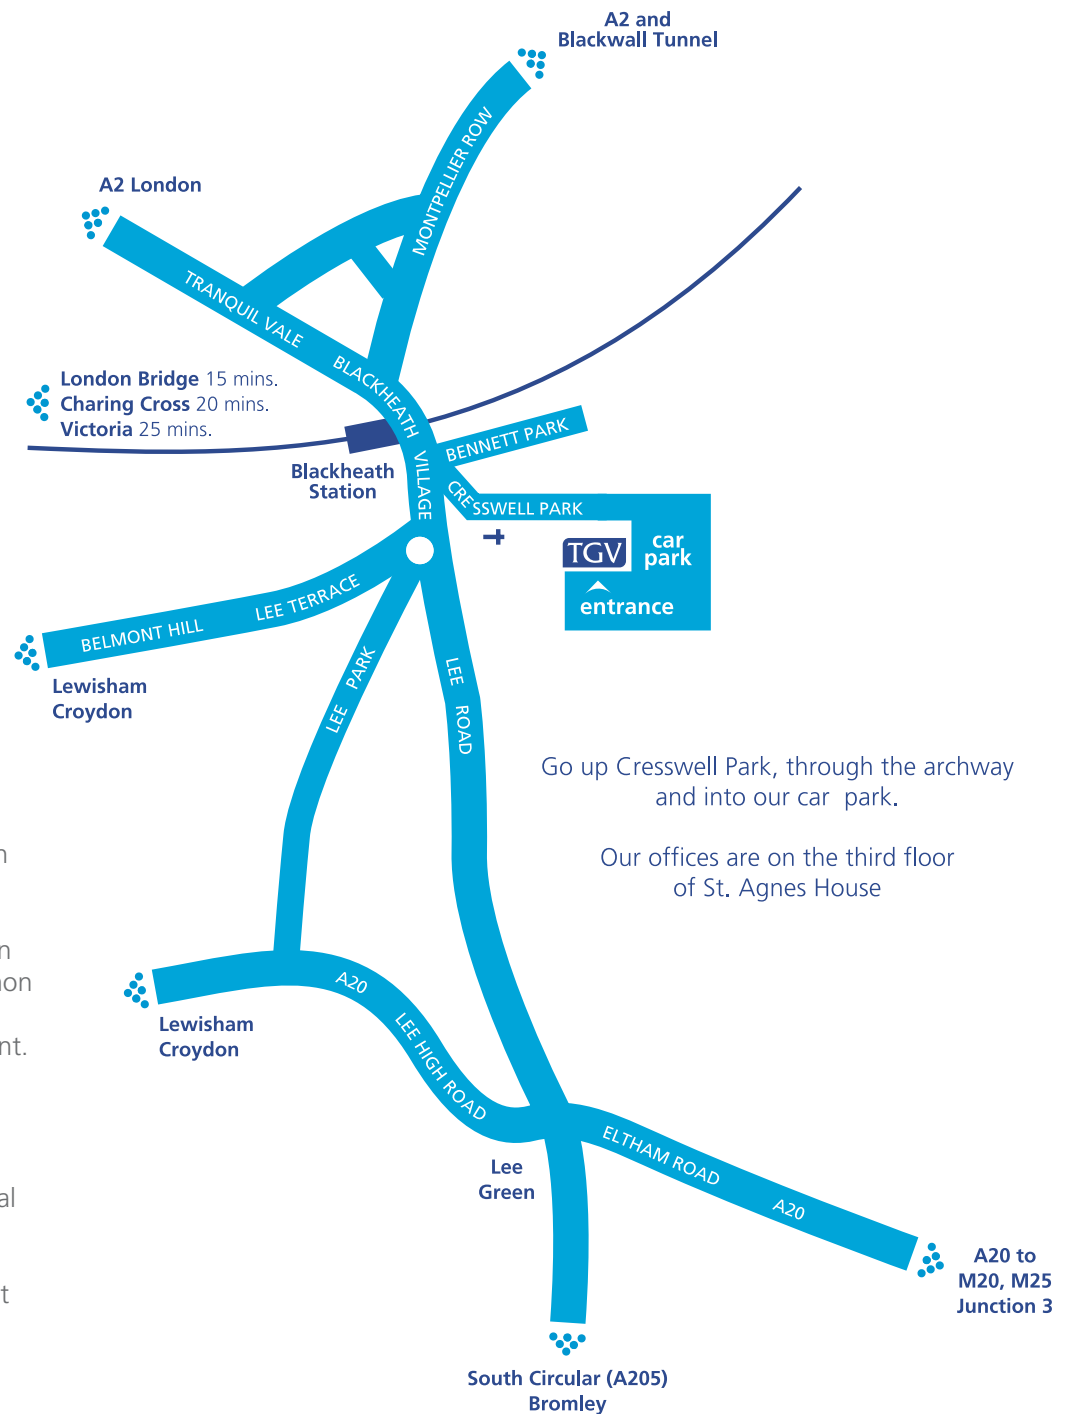 A2 and
Blackwall Tunnel
MONTPELLIER ROW
A2 London
TRANQUIL VALE
BLACKHEATH VILLAGE
London Bridge 15 mins.
Charing Cross 20 mins.
Victoria 25 mins.
BENNETT PARK
Blackheath
Station
CRESSWELL PARK
TGV
car
park
entrance
LEE TERRACE
BELMONT HILL
Lewisham
Croydon
LEE PARK
LEE ROAD
Go up Cresswell Park, through the archway
and into our car park.
Our offices are on the third floor
of St. Agnes House
A20
LEE HIGH ROAD
Lewisham
Croydon
Lee
Green
ELTHAM ROAD
A20
A20 to
M20, M25
Junction 3
South Circular (A205)
Bromley